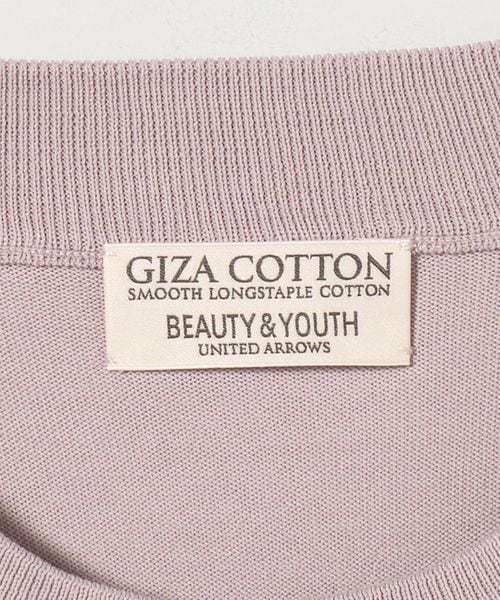 GIZA COTTON
SMOOTH LONGSTAPLE COTTON
BEAUTY&YOUTH
UNITED ARROWS